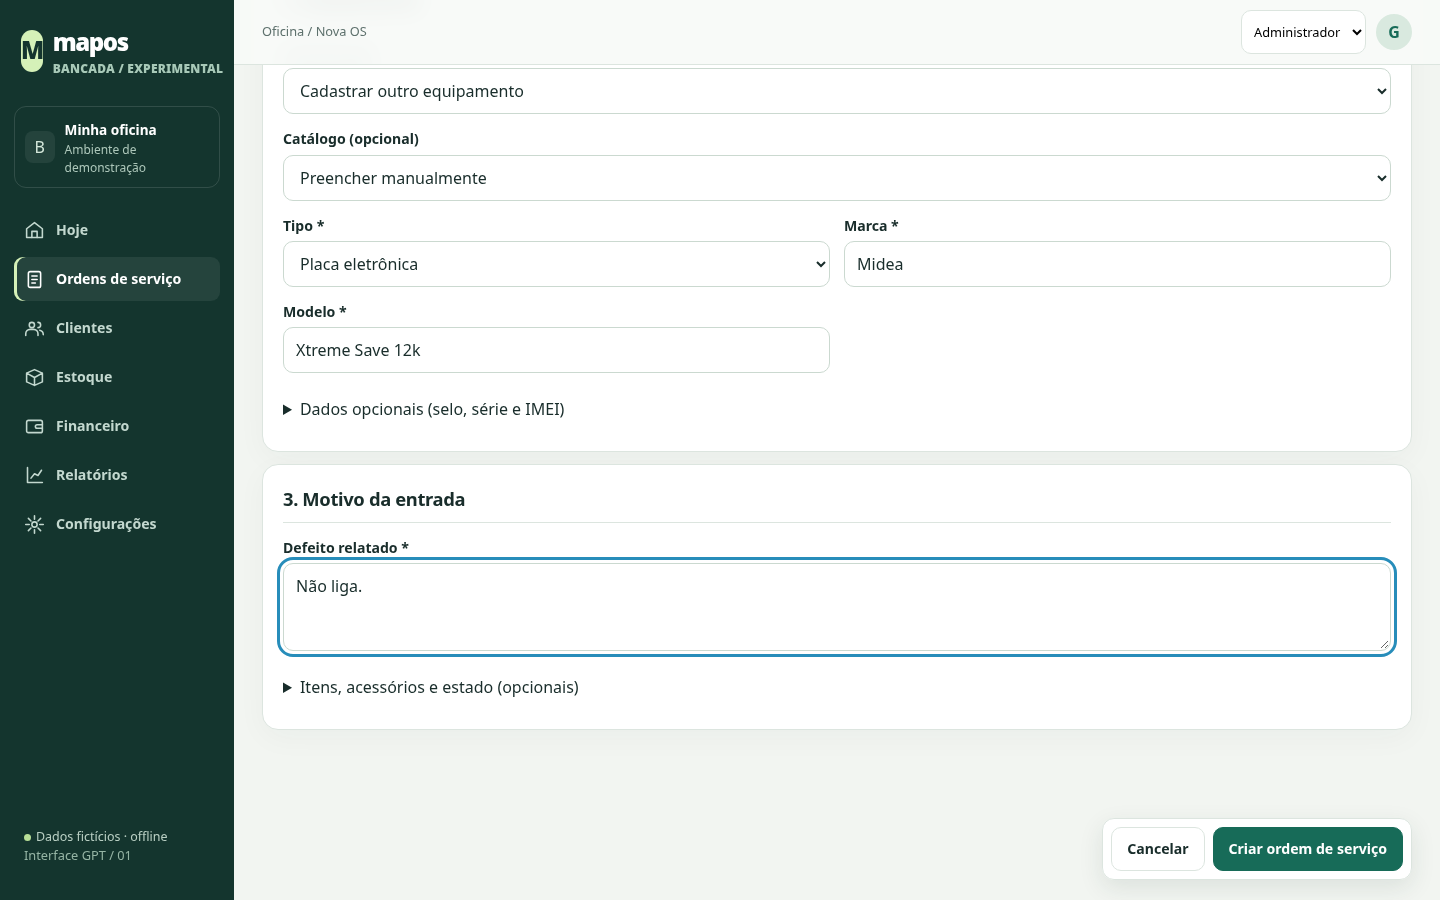 M
mapos
BANCADA / EXPERIMENTAL
B
Minha oficina
Ambiente de
demonstração
Hoje
Ordens de serviço
Clientes
Estoque
Financeiro
Relatórios
Configurações
Dados fictícios · offline
Interface GPT / 01
Oficina / Nova OS
Administrador
G
Cadastrar outro equipamento
Catálogo (opcional)
Preencher manualmente
Tipo *
Marca *
Placa eletrônica
Midea
Modelo *
Xtreme Save 12k
Dados opcionais (selo, série e IMEI)
3. Motivo da entrada
Defeito relatado *
Não liga.
Itens, acessórios e estado (opcionais)
Cancelar
Criar ordem de serviço